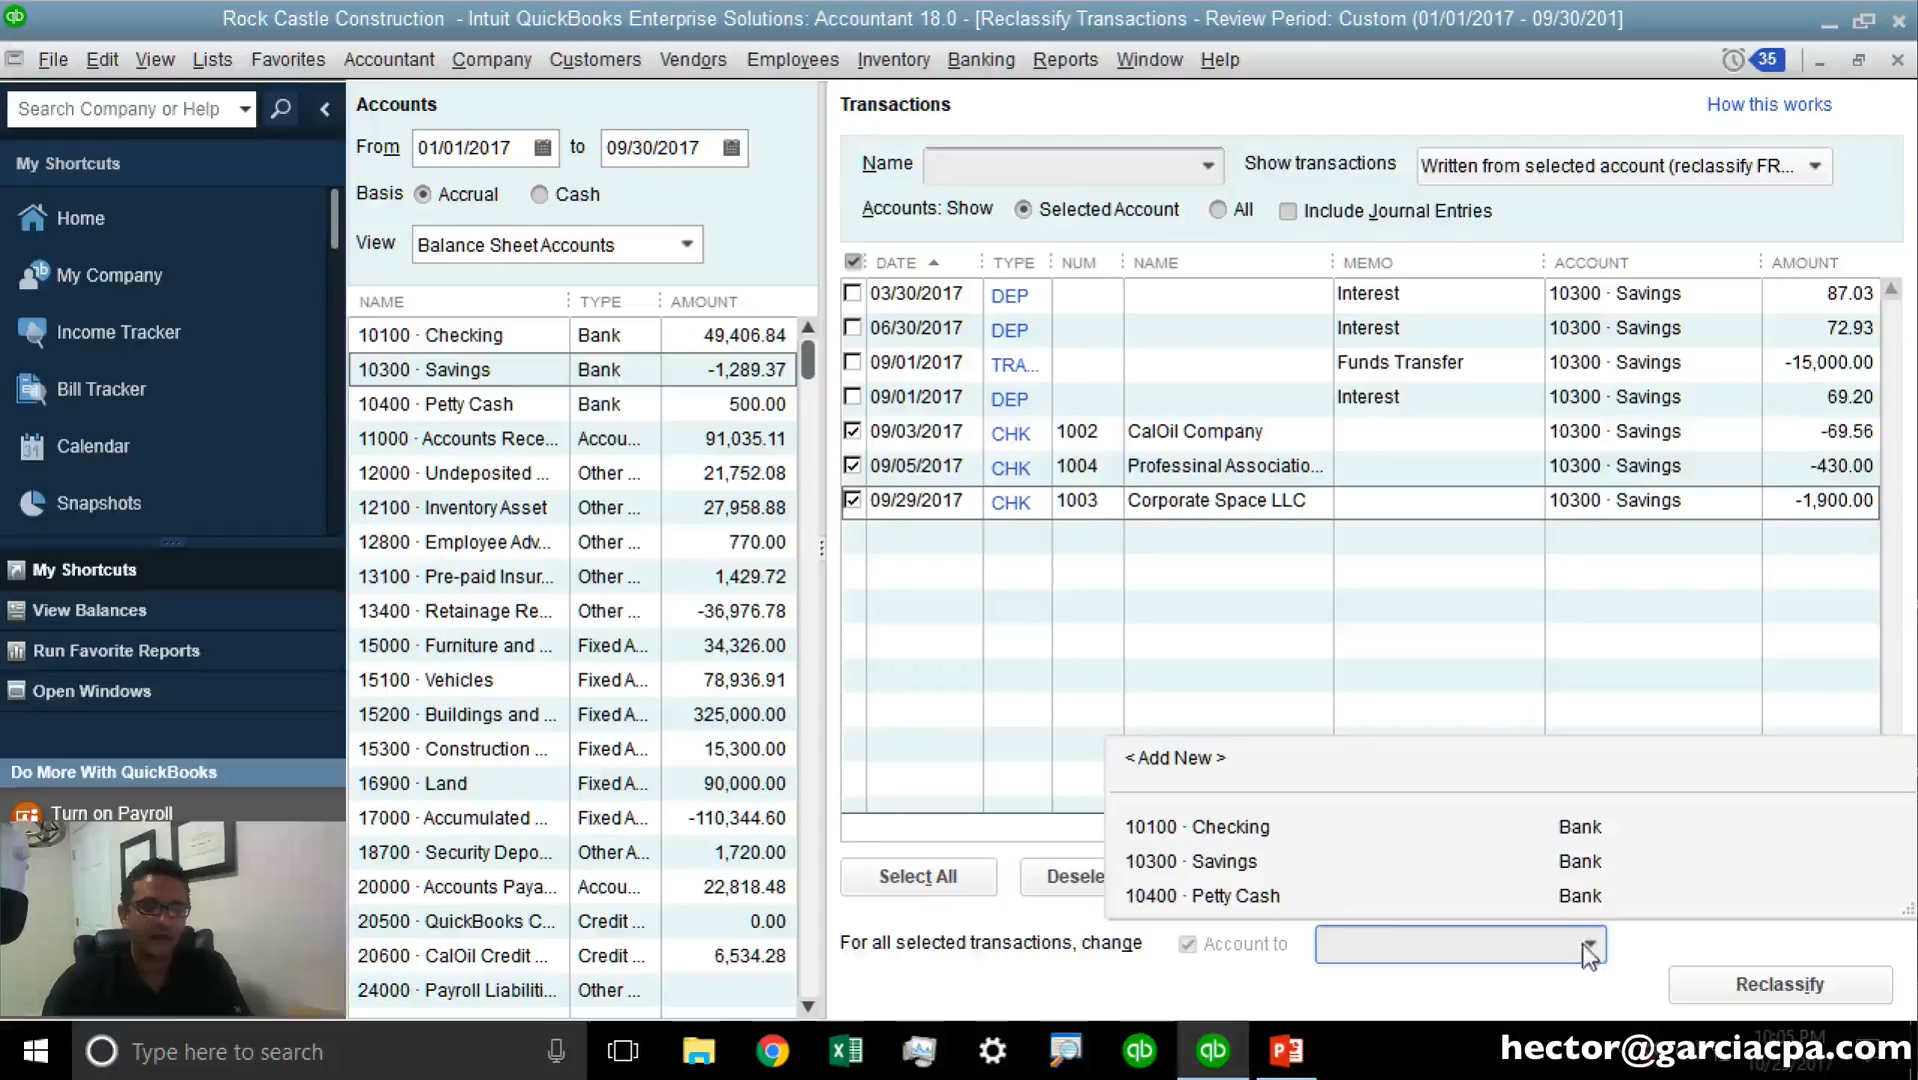 Rock Castle Construction - Intuit QuickBooks Enterprise Solutions: Accountant 18.0 - [Reclassify Transactions - Review Period: Custom (01/01/2017 - 09/30/201]
File Edit View Lists Favorites Accountant Company Customers Vendors Employees Inventory Banking Reports Window Help 35
Search Company or Help
My Shortcuts
Home
My Company
Income Tracker
Bill Tracker
31 Calendar
Snapshots
My Shortcuts
View Balances
Run Favorite Reports
Open Windows
Do More With QuickBooks
Turn on Payroll
Accounts
From 01/01/2017 to 09/30/2017
Basis Accrual Cash
View Balance Sheet Accounts
NAME TYPE AMOUNT
10100 · Checking Bank 49,406.84
10300 · Savings Bank -1,289.37
10400 · Petty Cash Bank 500.00
11000 · Accounts Rece... Accou... 91,035.11
12000 · Undeposited ... Other ... 21,752.08
12100 · Inventory Asset Other ... 27,958.88
12800 · Employee Adv... Other ... 770.00
13100 · Pre-paid Insur... Other ... 1,429.72
13400 · Retainage Re... Other ... -36,976.78
15000 · Furniture and ... Fixed A... 34,326.00
15100 · Vehicles Fixed A... 78,936.91
15200 · Buildings and ... Fixed A... 325,000.00
15300 · Construction ... Fixed A... 15,300.00
16900 · Land Fixed A... 90,000.00
17000 · Accumulated ... Fixed A... -110,344.60
18700 · Security Depo... Other A... 1,720.00
20000 · Accounts Paya... Accou... 22,818.48
20500 · QuickBooks C... Credit ... 0.00
20600 · CalOil Credit ... Credit ... 6,534.28
24000 · Payroll Liabiliti... Other ...
Transactions How this works
Name Show transactions Written from selected account (reclassify FR...
Accounts: Show Selected Account All Include Journal Entries
DATE TYPE NUM NAME MEMO ACCOUNT AMOUNT
03/30/2017 DEP Interest 10300 · Savings 87.03
06/30/2017 DEP Interest 10300 · Savings 72.93
09/01/2017 TRA... Funds Transfer 10300 · Savings -15,000.00
09/01/2017 DEP Interest 10300 · Savings 69.20
09/03/2017 CHK 1002 CalOil Company 10300 · Savings -69.56
09/05/2017 CHK 1004 Professinal Associatio... 10300 · Savings -430.00
09/29/2017 CHK 1003 Corporate Space LLC 10300 · Savings -1,900.00
< Add New >
10100 · Checking Bank
10300 · Savings Bank
10400 · Petty Cash Bank
Select All Desele
For all selected transactions, change Account to
Reclassify
Type here to search
10:05 PM
hector@garciacpa.com